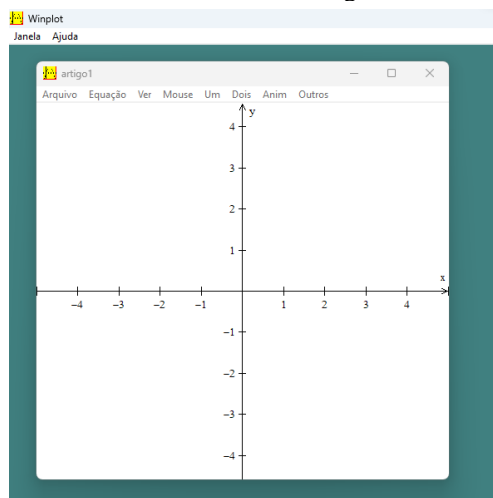 Winplot
Janela Ajuda
artigo1
Arquivo Equação Ver Mouse Um Dois Anim Outros
y
4
3
2
1
x
−4 −3 −2 −1 1 2 3 4
−1
−2
−3
−4